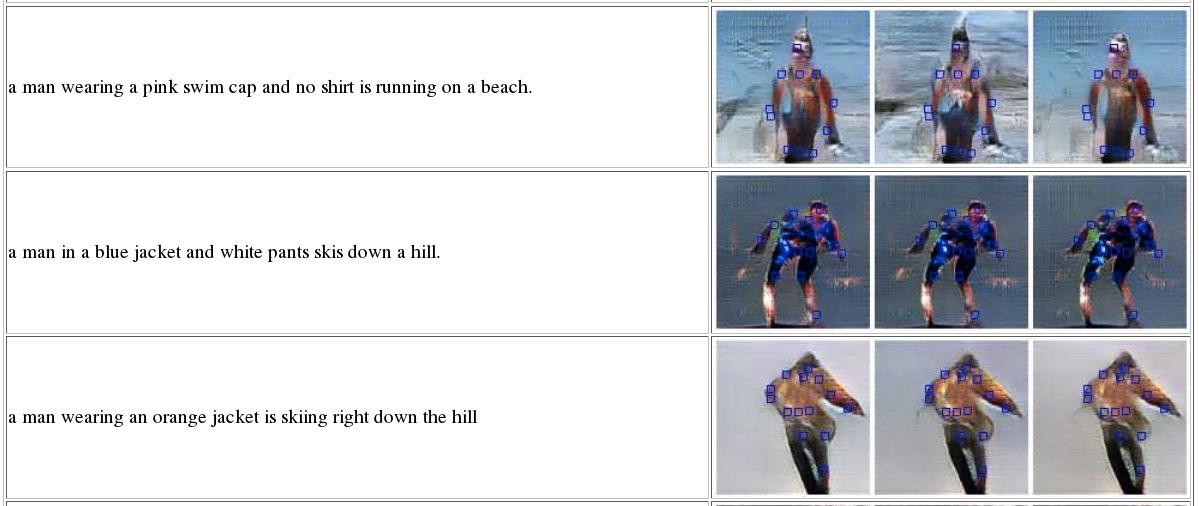 a man wearing a pink swim cap and no shirt is running on a beach.
a man in a blue jacket and white pants skis down a hill.
a man wearing an orange jacket is skiing right down the hill